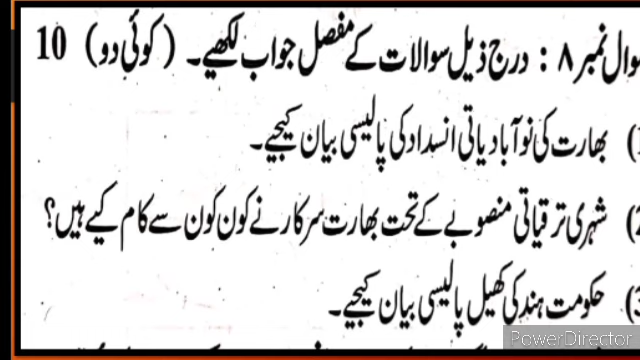 سوال نمبر ۸ : درج ذیل سوالات کے مفصل جواب لکھیے۔ (کوئی دو) 10
بھارت کی نوآبادیاتی انسداد کی پالیسی بیان کیجیے۔
شہری ترقیاتی منصوبے کے تحت بھارت سرکار نے کون کون سے کام کیے ہیں؟
حکومت ہند کی کھیل پالیسی بیان کیجیے۔
PowerDirector